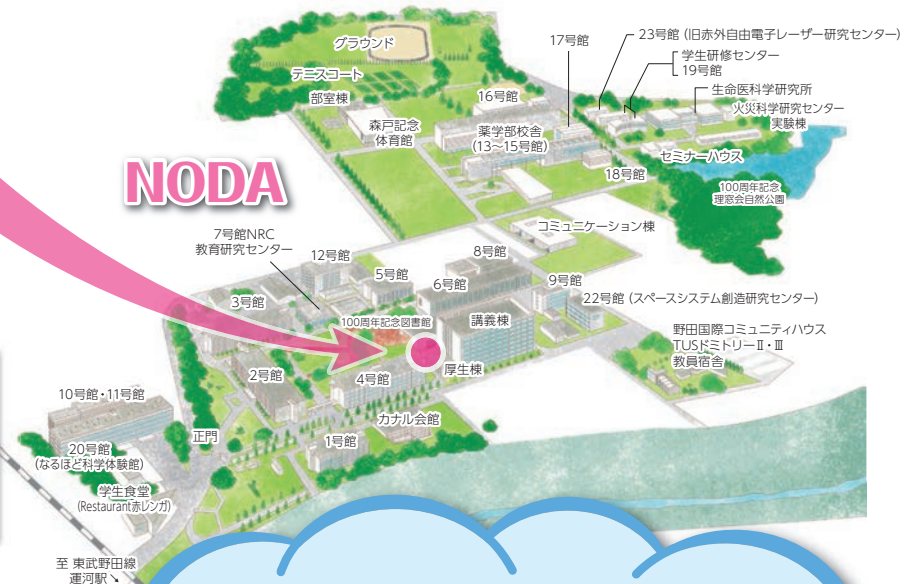 グラウンド
テニスコート
部室棟
森戸記念
体育館
16号館
薬学部校舎
(13〜15号館)
17号館
23号館 (旧赤外自由電子レーザー研究センター)
学生研修センター
19号館
生命医科学研究所
火災科学研究センター
実験棟
セミナーハウス
18号館
100周年記念
理窓会自然公園
NODA
コミュニケーション棟
7号館NRC
教育研究センター
12号館
5号館
8号館
6号館
9号館
22号館 (スペースシステム創造研究センター)
3号館
100周年記念図書館
講義棟
野田国際コミュニティハウス
TUSドミトリーⅡ・Ⅲ
教員宿舎
2号館
4号館
厚生棟
10号館・11号館
カナル会館
正門
1号館
20号館
(なるほど科学体験館)
学生食堂
(Restaurant赤レンガ)
至 東武野田線
運河駅